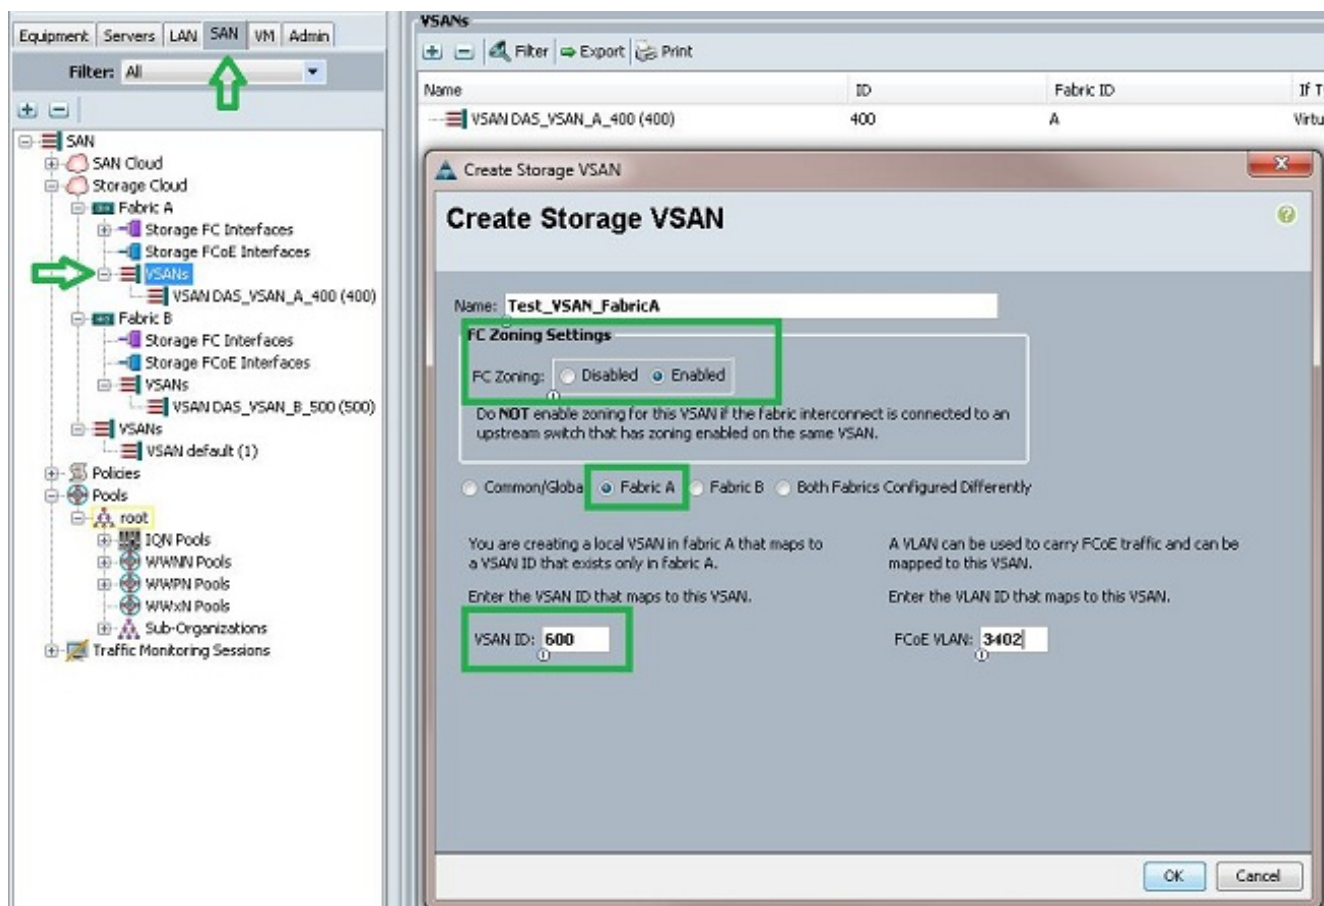 Equipment Servers LAN SAN VM Admin
Filter: All
SAN
SAN Cloud
Storage Cloud
Fabric A
Storage FC Interfaces
Storage FCoE Interfaces
VSANs
VSAN DAS_VSAN_A_400 (400)
Fabric B
Storage FC Interfaces
Storage FCoE Interfaces
VSANs
VSAN DAS_VSAN_B_500 (500)
VSANs
VSAN default (1)
Policies
Pools
root
IQN Pools
WWNN Pools
WWPN Pools
WWxN Pools
Sub-Organizations
Traffic Monitoring Sessions
VSANs
Filter Export Print
Name ID Fabric ID If T
VSAN DAS_VSAN_A_400 (400) 400 A Virtu
Create Storage VSAN
Create Storage VSAN
Name: Test_VSAN_FabricA
FC Zoning Settings
FC Zoning: Disabled Enabled
Do NOT enable zoning for this VSAN if the fabric interconnect is connected to an
upstream switch that has zoning enabled on the same VSAN.
Common/Global Fabric A Fabric B Both Fabrics Configured Differently
You are creating a local VSAN in fabric A that maps to
a VSAN ID that exists only in fabric A.
Enter the VSAN ID that maps to this VSAN.
VSAN ID: 600
A VLAN can be used to carry FCoE traffic and can be
mapped to this VSAN.
Enter the VLAN ID that maps to this VSAN.
FCoE VLAN: 3402
OK Cancel